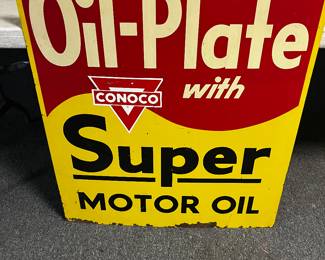 Oil-Plate
CONOCO
with
Super
MOTOR OIL